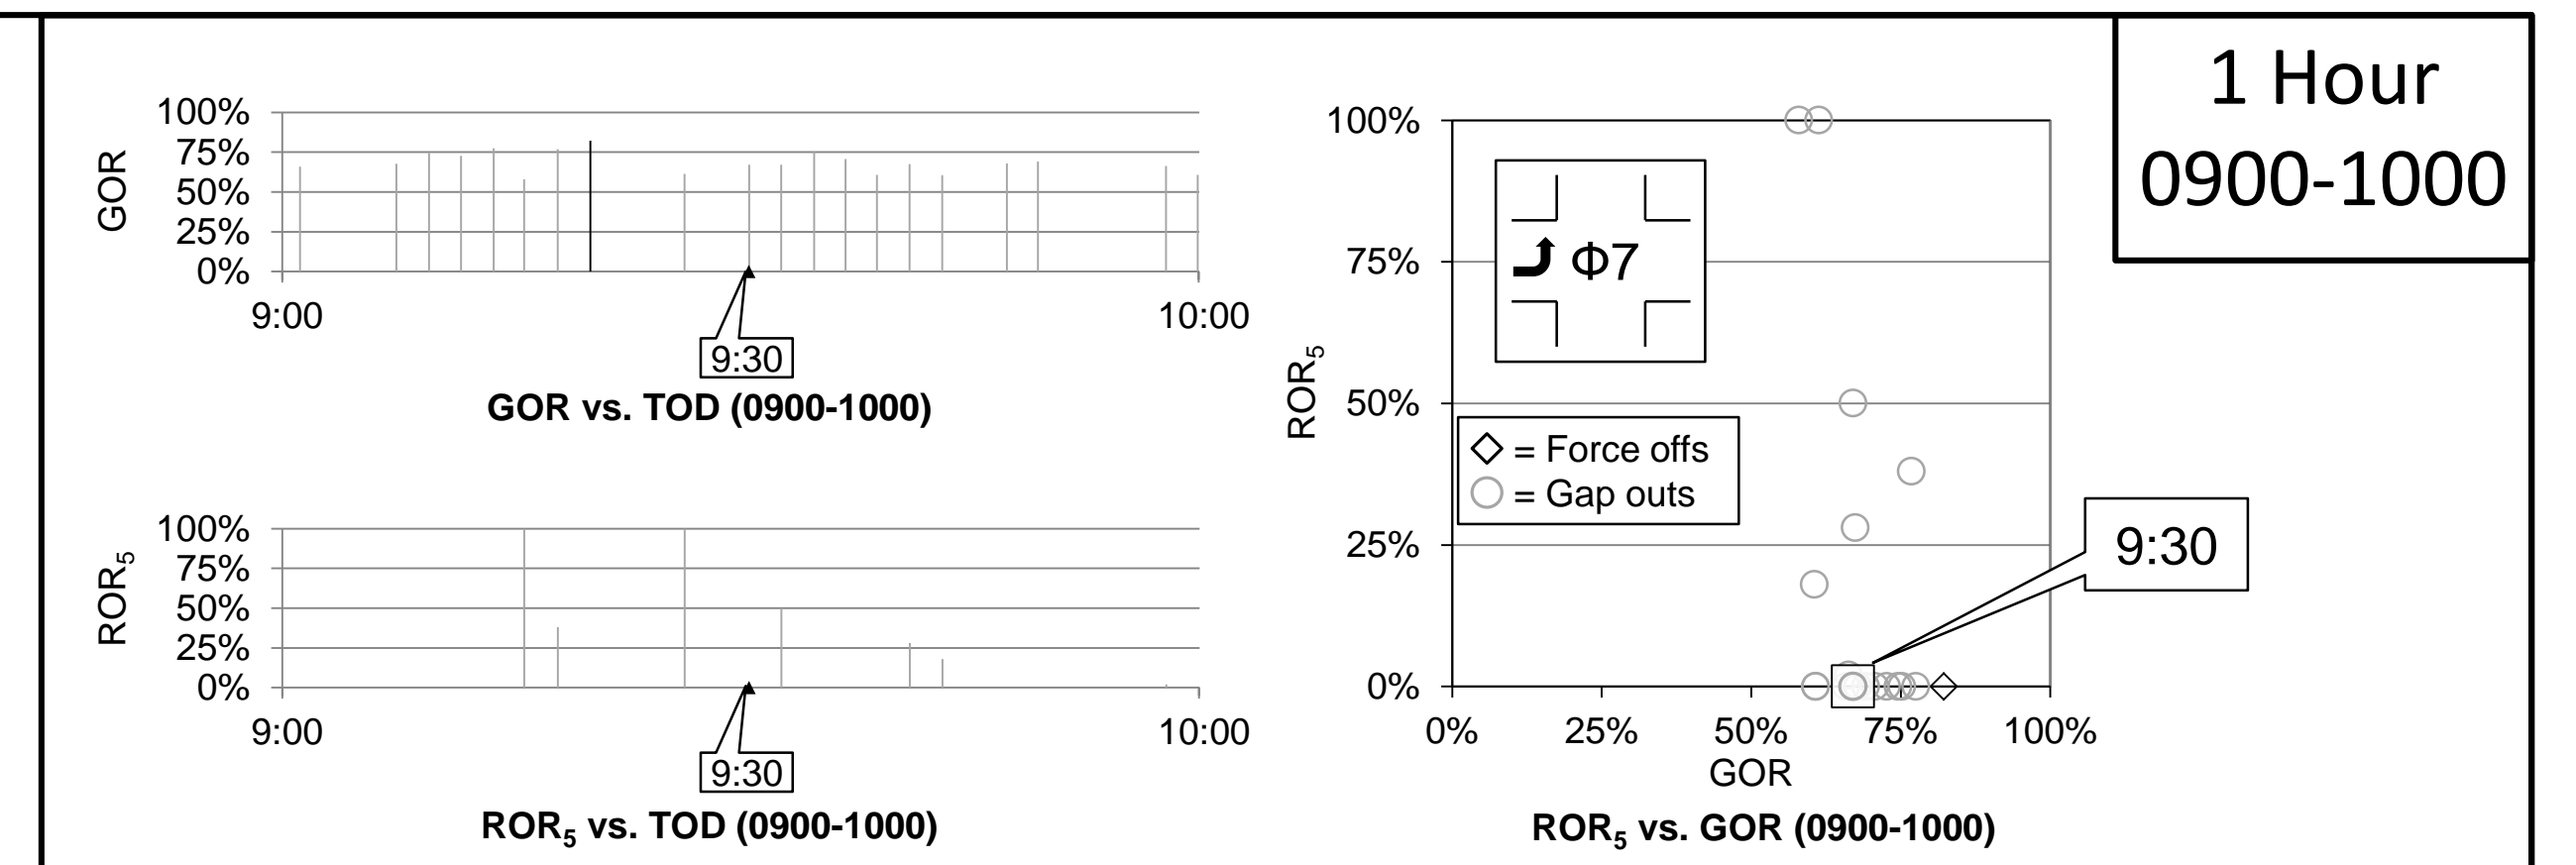 1 Hour
0900-1000
GOR
100%
75%
50%
25%
0%
9:00
10:00
9:30
GOR vs. TOD (0900-1000)
ROR5
100%
75%
50%
25%
0%
9:00
10:00
9:30
ROR5 vs. TOD (0900-1000)
ROR5
100%
75%
50%
25%
0%
Φ7
= Force offs
= Gap outs
9:30
0%
25%
50%
75%
100%
GOR
ROR5 vs. GOR (0900-1000)